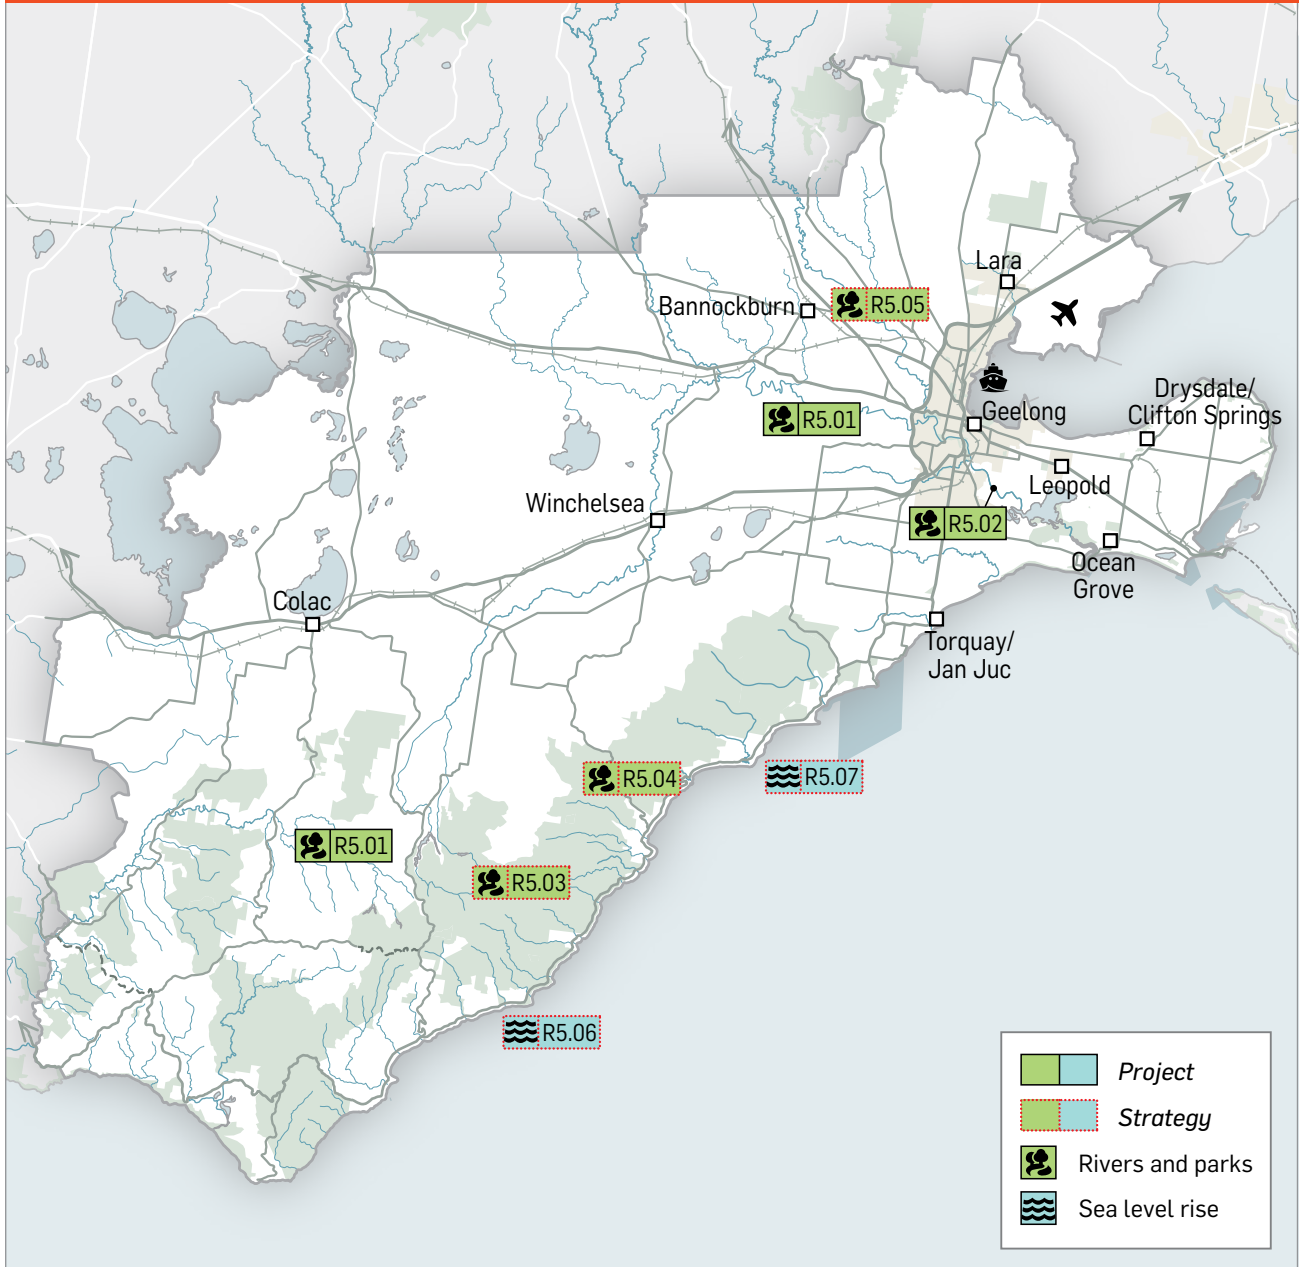 Lara
Bannockburn
R5.05
Drysdale/
Clifton Springs
R5.01
Geelong
Leopold
Winchelsea
R5.02
Ocean
Grove
Colac
Torquay/
Jan Juc
R5.04
R5.07
R5.01
R5.03
R5.06
Project
Strategy
Rivers and parks
Sea level rise